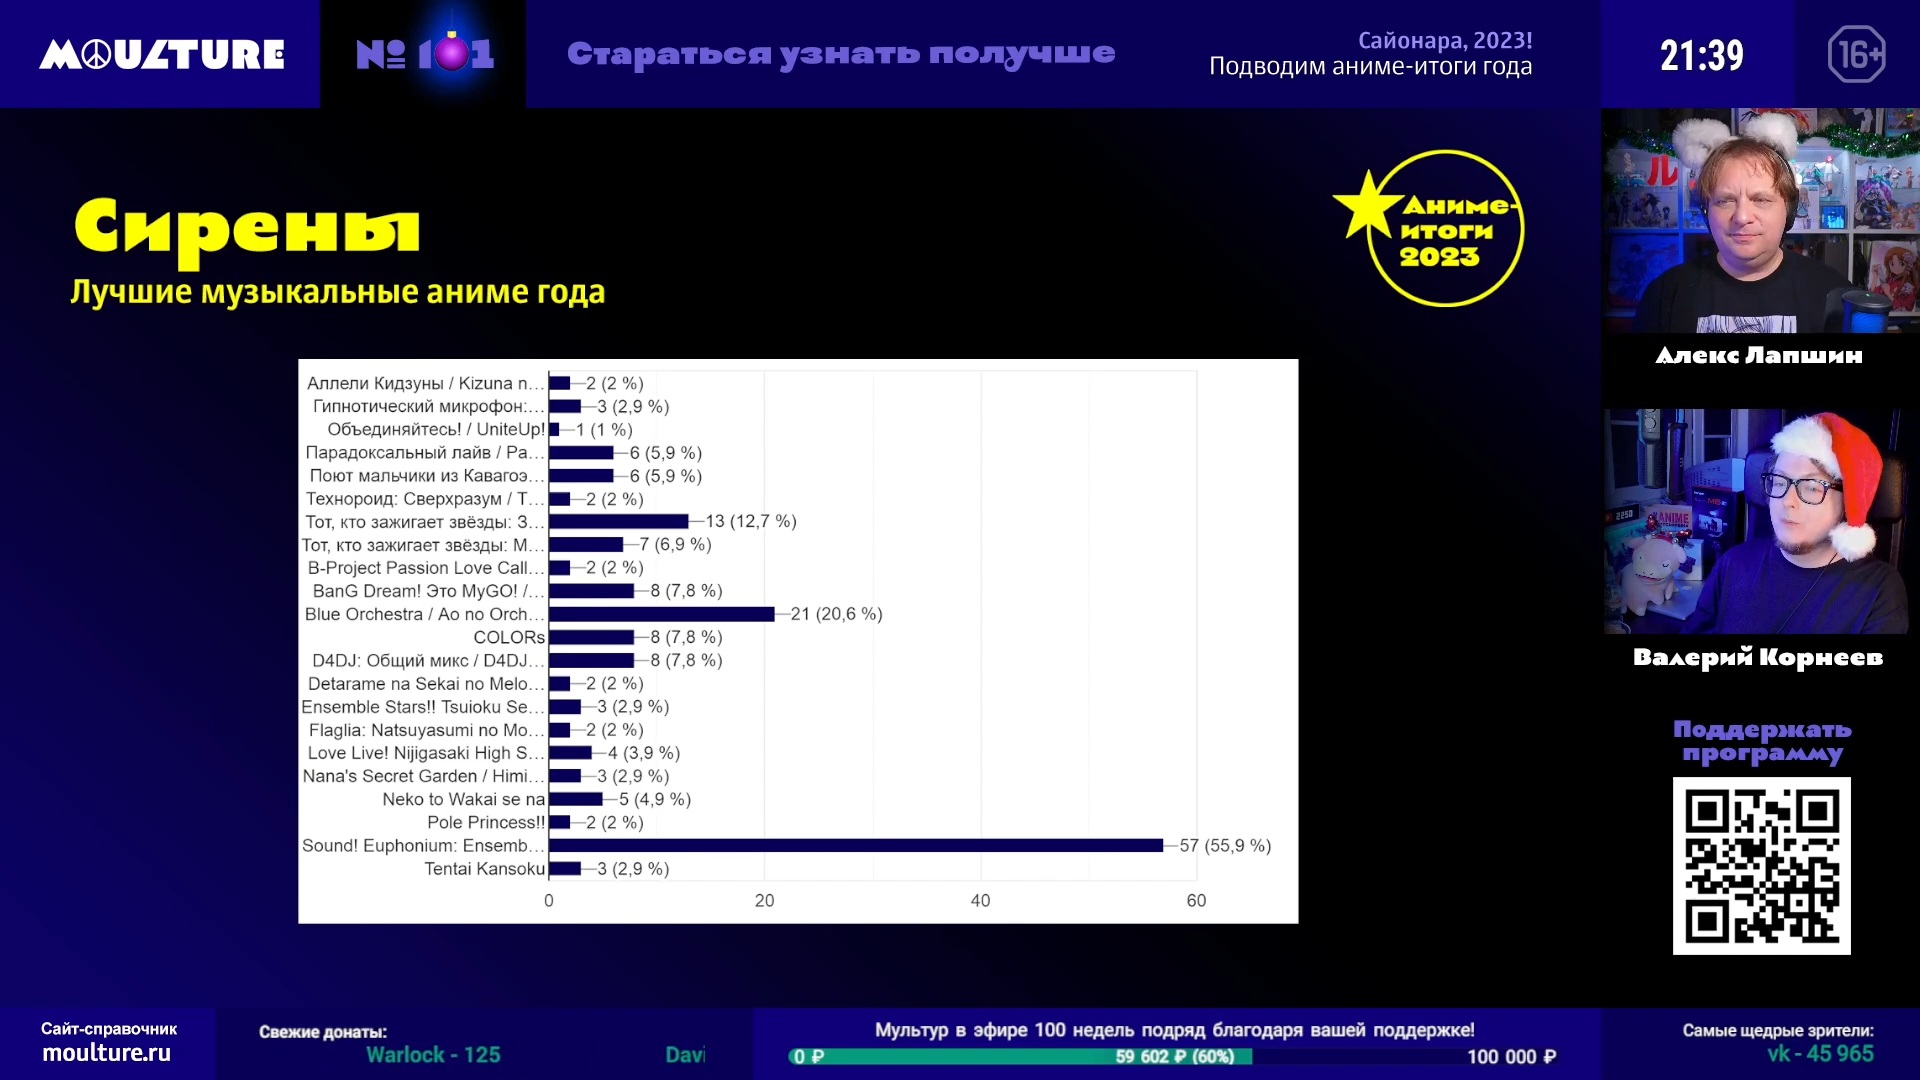 MOULTURE
№ 101
Стараться узнать получше
Сайонара, 2023!
Подводим аниме-итоги года
21:39
16+
Сирены
Лучшие музыкальные аниме года
Аниме-
итоги
2023
Аллели Кидзуны / Kizuna n… 2 (2 %)
Гипнотический микрофон:… 3 (2,9 %)
Объединяйтесь! / UniteUp! 1 (1 %)
Парадоксальный лайв / Pa… 6 (5,9 %)
Поют мальчики из Кавагоэ… 6 (5,9 %)
Технороид: Сверхразум / T… 2 (2 %)
Тот, кто зажигает звёзды: З… 13 (12,7 %)
Тот, кто зажигает звёзды: М… 7 (6,9 %)
B-Project Passion Love Call… 2 (2 %)
BanG Dream! Это MyGO! /… 8 (7,8 %)
Blue Orchestra / Ao no Orch… 21 (20,6 %)
COLORs 8 (7,8 %)
D4DJ: Общий микс / D4DJ… 8 (7,8 %)
Detarame na Sekai no Melo… 2 (2 %)
Ensemble Stars!! Tsuioku Se… 3 (2,9 %)
Flaglia: Natsuyasumi no Mo… 2 (2 %)
Love Live! Nijigasaki High S… 4 (3,9 %)
Nana's Secret Garden / Himi… 3 (2,9 %)
Neko to Wakai se na 5 (4,9 %)
Pole Princess!! 2 (2 %)
Sound! Euphonium: Ensemb… 57 (55,9 %)
Tentai Kansoku 3 (2,9 %)
0 20 40 60
ル
ANIME
Алекс Лапшин
Валерий Корнеев
Поддержать
программу
Сайт-справочник
moulture.ru
Свежие донаты:
Warlock - 125 Davi
Мультур в эфире 100 недель подряд благодаря вашей поддержке!
0 ₽ 59 602 ₽ (60%) 100 000 ₽
Самые щедрые зрители:
vk - 45 965